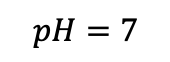 pH = 7